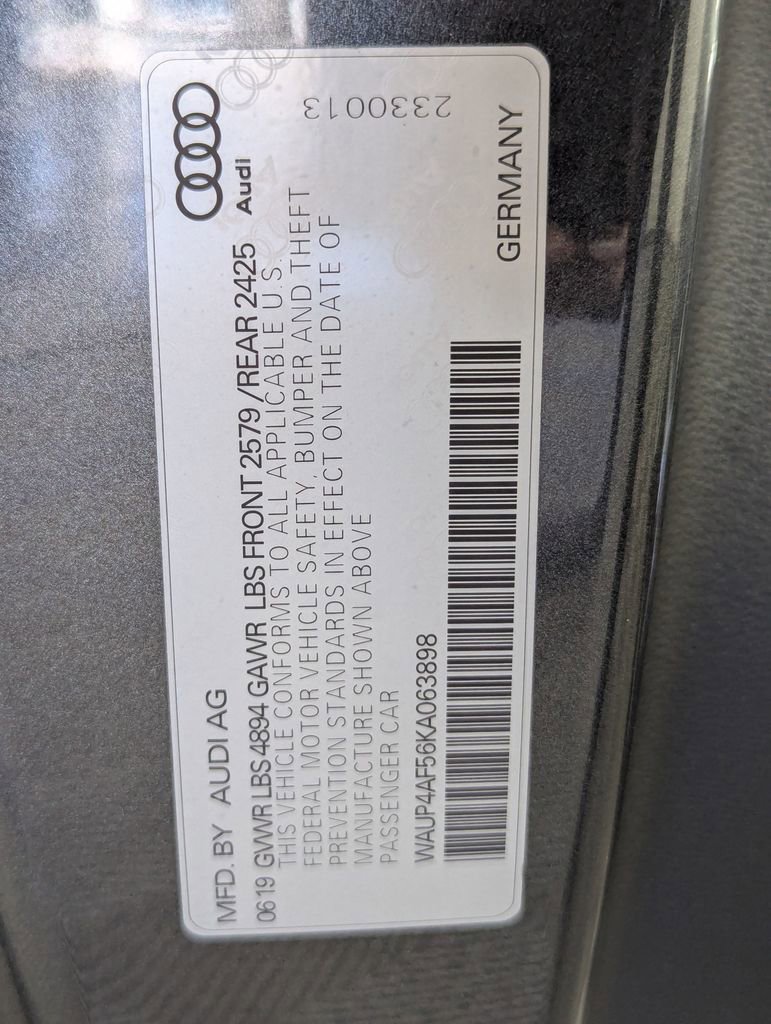 MFD. BY AUDI AG
0619 GVWR LBS 4894 GAWR LBS FRONT 2579 / REAR 2425
THIS VEHICLE CONFORMS TO ALL APPLICABLE U.S.
FEDERAL MOTOR VEHICLE SAFETY, BUMPER AND THEFT
PREVENTION STANDARDS IN EFFECT ON THE DATE OF
MANUFACTURE SHOWN ABOVE
PASSENGER CAR
WAUP4AF56KA063898
Audi
2330013
GERMANY